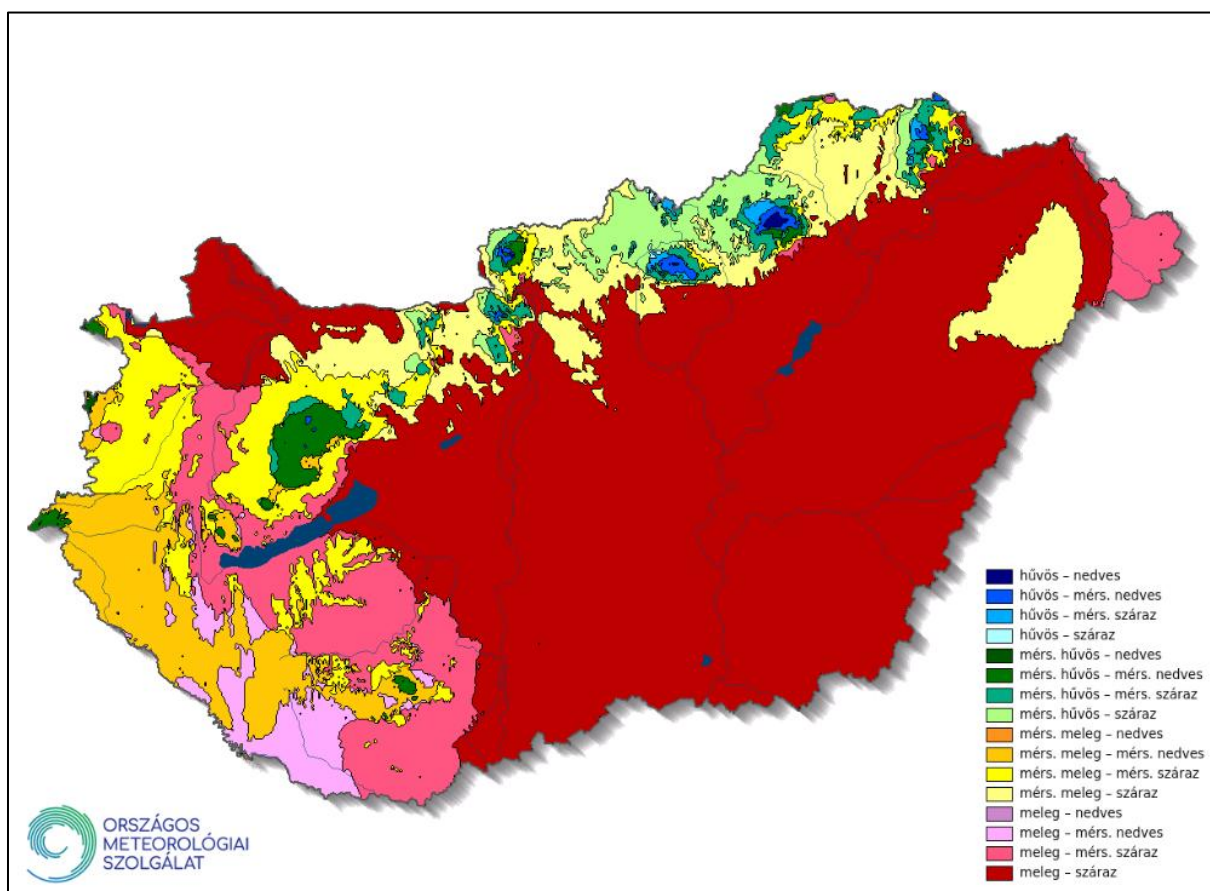 hűvös – nedves
hűvös – mérs. nedves
hűvös – mérs. száraz
hűvös – száraz
mérs. hűvös – nedves
mérs. hűvös – mérs. nedves
mérs. hűvös – mérs. száraz
mérs. hűvös – száraz
mérs. meleg – nedves
mérs. meleg – mérs. nedves
mérs. meleg – mérs. száraz
mérs. meleg – száraz
meleg – nedves
meleg – mérs. nedves
meleg – mérs. száraz
meleg – száraz
ORSZÁGOS
METEOROLÓGIAI
SZOLGÁLAT